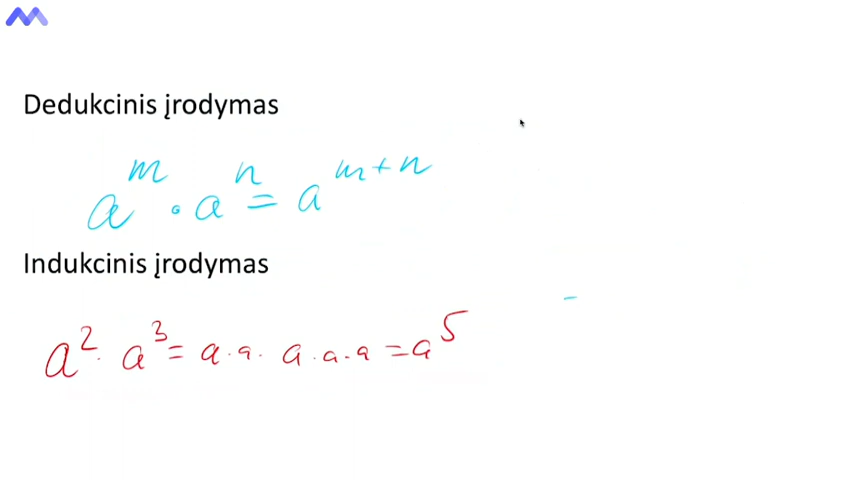 Dedukcinis įrodymas
a^m · a^n = a^{m+n}
Indukcinis įrodymas
a^2 · a^3 = a · a · a · a · a = a^5